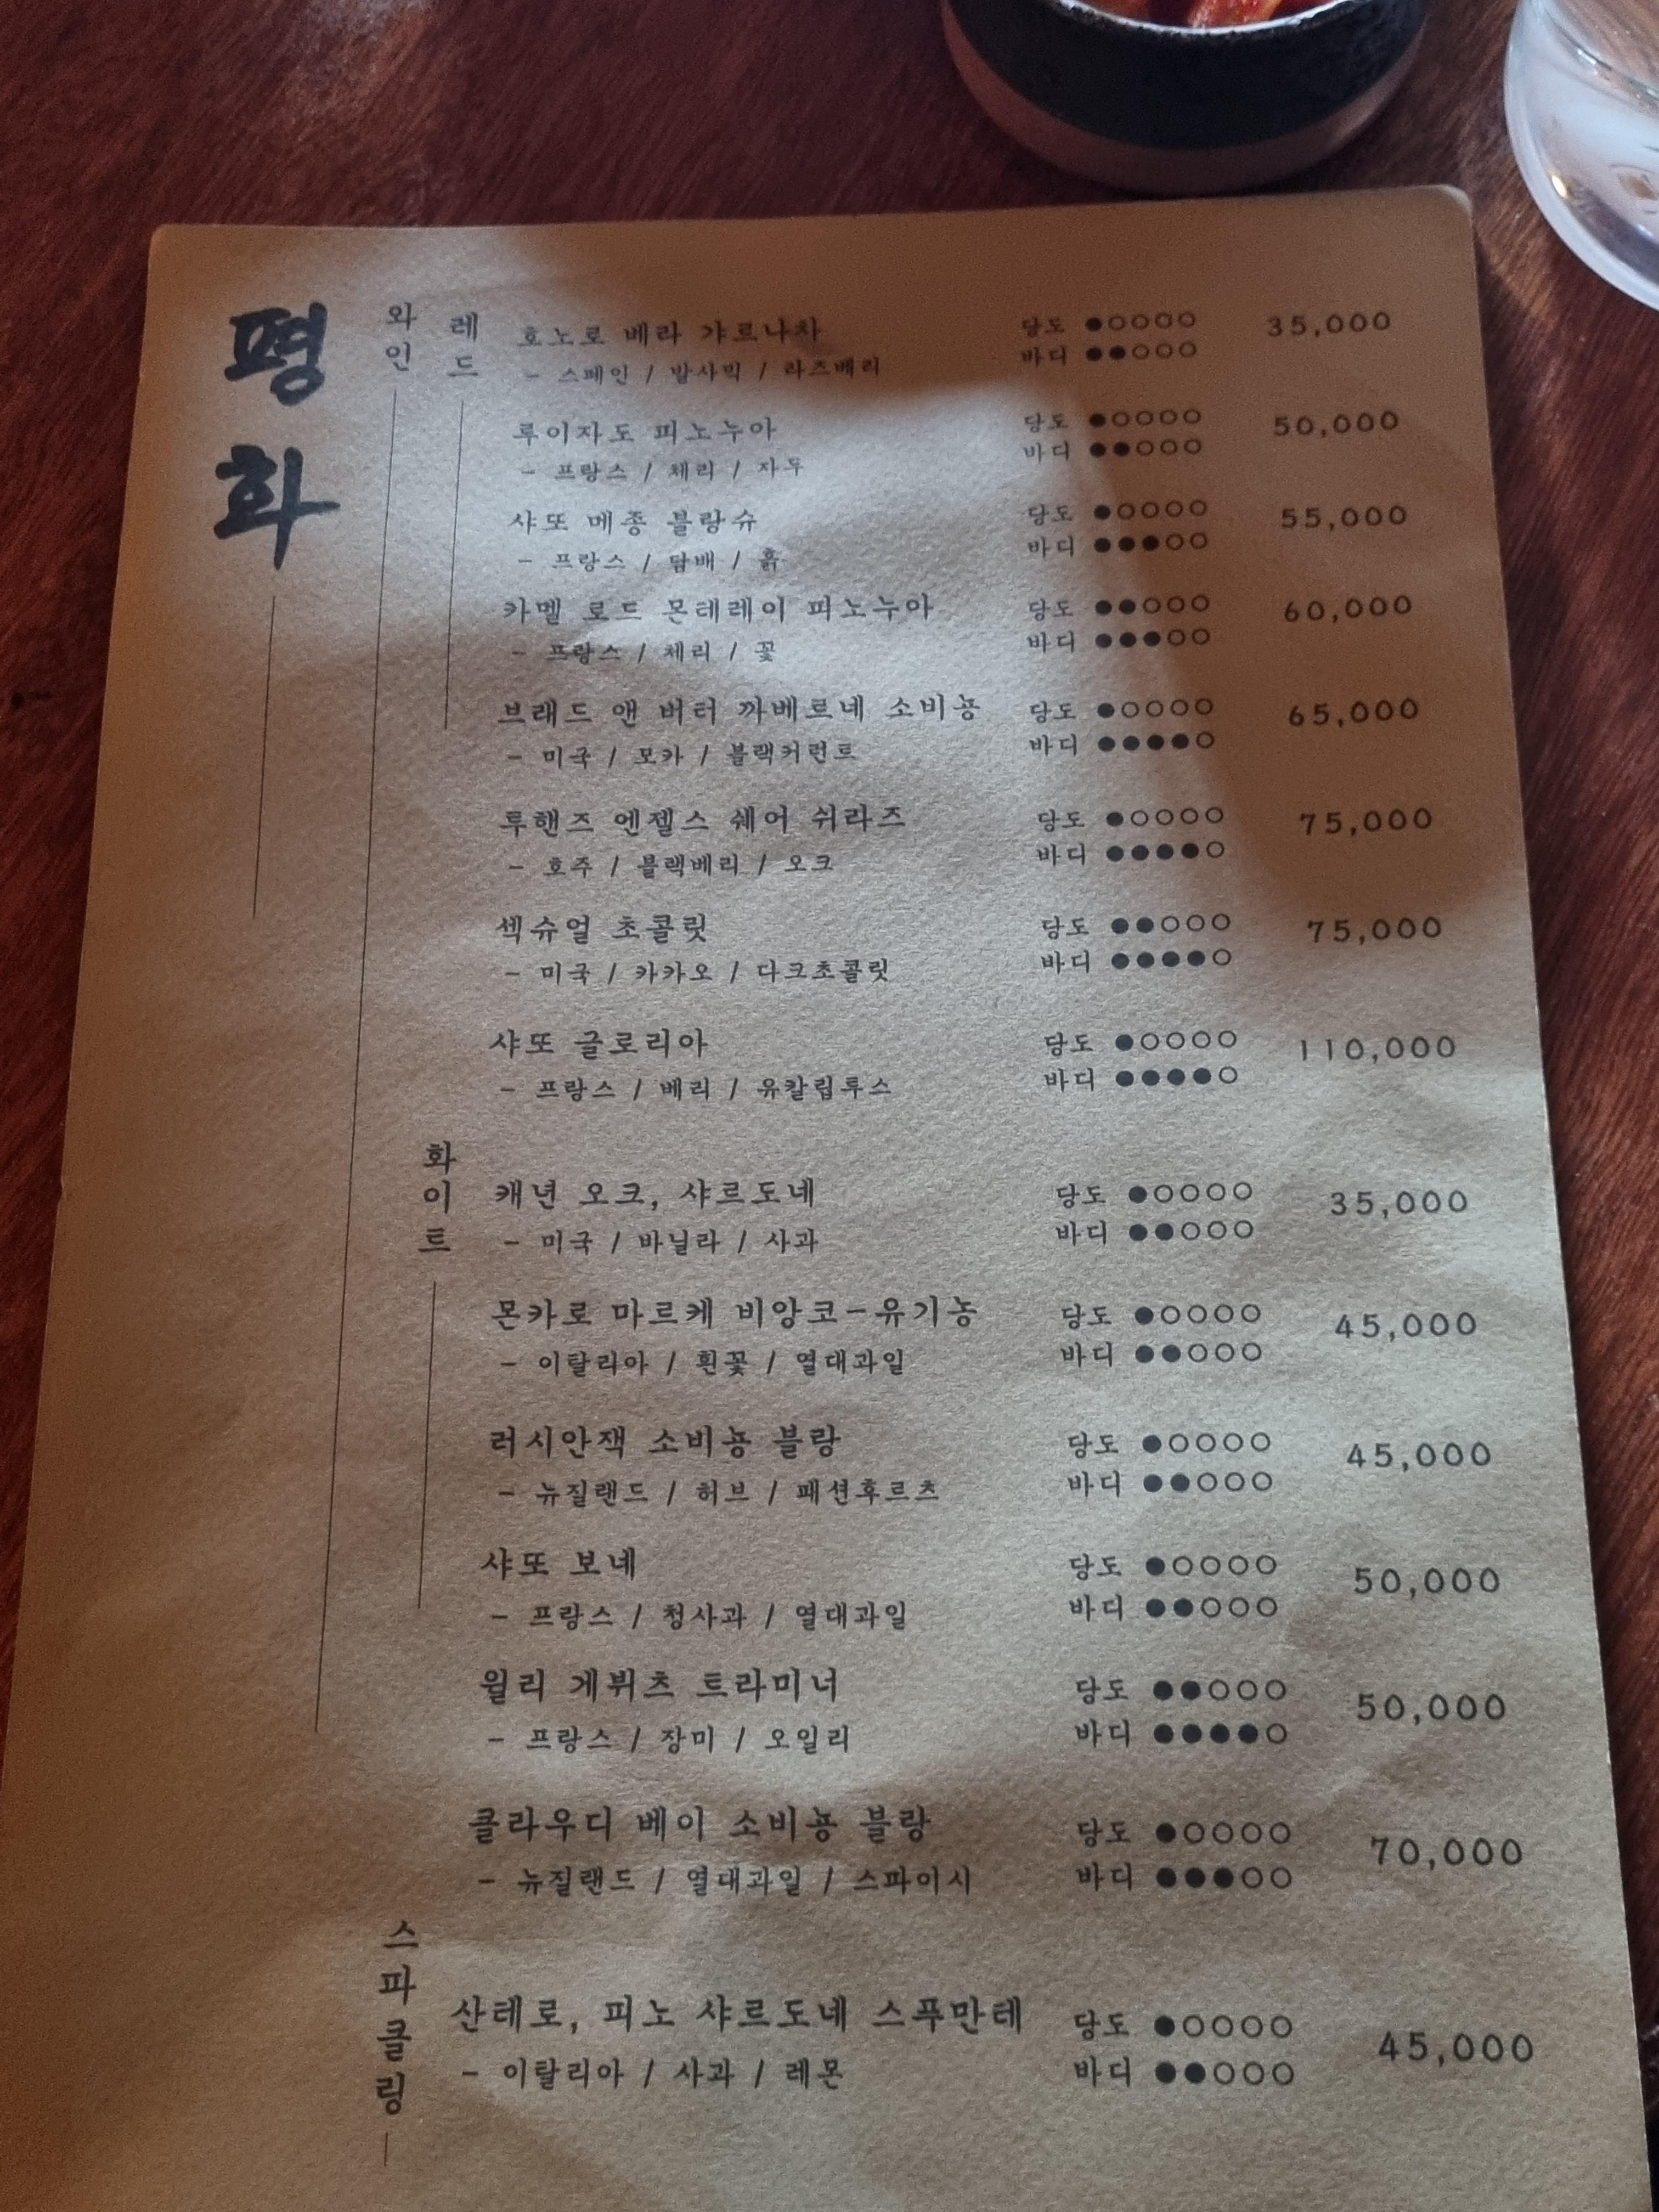 평화
와인
레드
호노로 베라 갸르나차 당도 ●○○○○ 35,000
바디 ●●○○○
- 스페인 / 발사믹 / 라즈베리
루이자도 피노누아 당도 ●○○○○ 50,000
바디 ●●○○○
- 프랑스 / 체리 / 자두
샤또 메종 블랑슈 당도 ●○○○○ 55,000
바디 ●●●○○
- 프랑스 / 담배 / 흙
카멜 로드 몬테레이 피노누아 당도 ●●○○○ 60,000
바디 ●●●○○
- 프랑스 / 체리 / 꽃
브래드 앤 버터 까베르네 소비뇽 당도 ●○○○○ 65,000
바디 ●●●●○
- 미국 / 모카 / 블랙커런트
투핸즈 엔젤스 쉐어 쉬라즈 당도 ●○○○○ 75,000
바디 ●●●●○
- 호주 / 블랙베리 / 오크
섹슈얼 초콜릿 당도 ●●○○○ 75,000
바디 ●●●●○
- 미국 / 카카오 / 다크초콜릿
샤또 글로리아 당도 ●○○○○ 110,000
바디 ●●●●○
- 프랑스 / 베리 / 유칼립투스
화이트
캐년 오크, 샤르도네 당도 ●○○○○ 35,000
바디 ●●○○○
- 미국 / 바닐라 / 사과
몬카로 마르케 비앙코-유기농 당도 ●○○○○ 45,000
바디 ●●○○○
- 이탈리아 / 흰꽃 / 열대과일
러시안잭 소비뇽 블랑 당도 ●○○○○ 45,000
바디 ●●○○○
- 뉴질랜드 / 허브 / 패션후르츠
샤또 보네 당도 ●○○○○ 50,000
바디 ●●○○○
- 프랑스 / 청사과 / 열대과일
윌리 게뷔츠 트라미너 당도 ●●○○○ 50,000
바디 ●●●●○
- 프랑스 / 장미 / 오일리
클라우디 베이 소비뇽 블랑 당도 ●○○○○ 70,000
바디 ●●●○○
- 뉴질랜드 / 열대과일 / 스파이시
스파클링
산테로, 피노 샤르도네 스푸만테 당도 ●○○○○ 45,000
바디 ●●○○○
- 이탈리아 / 사과 / 레몬